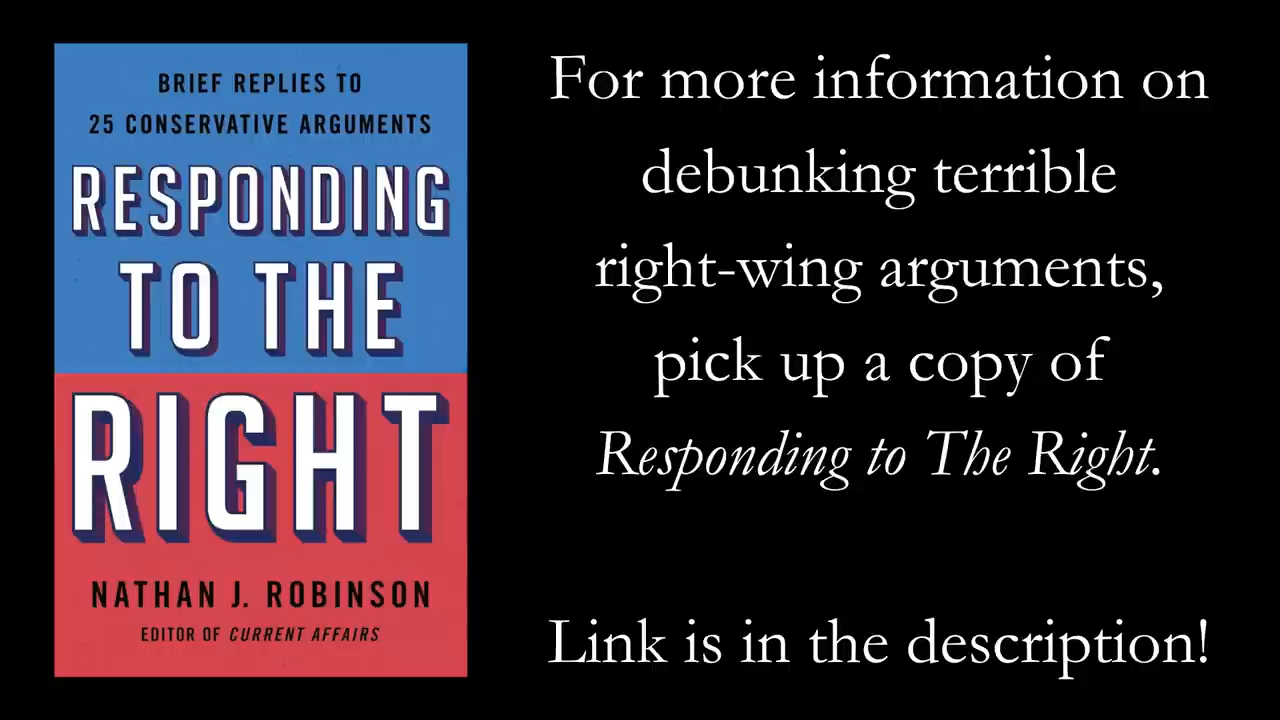 BRIEF REPLIES TO
25 CONSERVATIVE ARGUMENTS
RESPONDING
TO THE
RIGHT
NATHAN J. ROBINSON
EDITOR OF CURRENT AFFAIRS
For more information on
debunking terrible
right-wing arguments,
pick up a copy of
Responding to The Right.
Link is in the description!